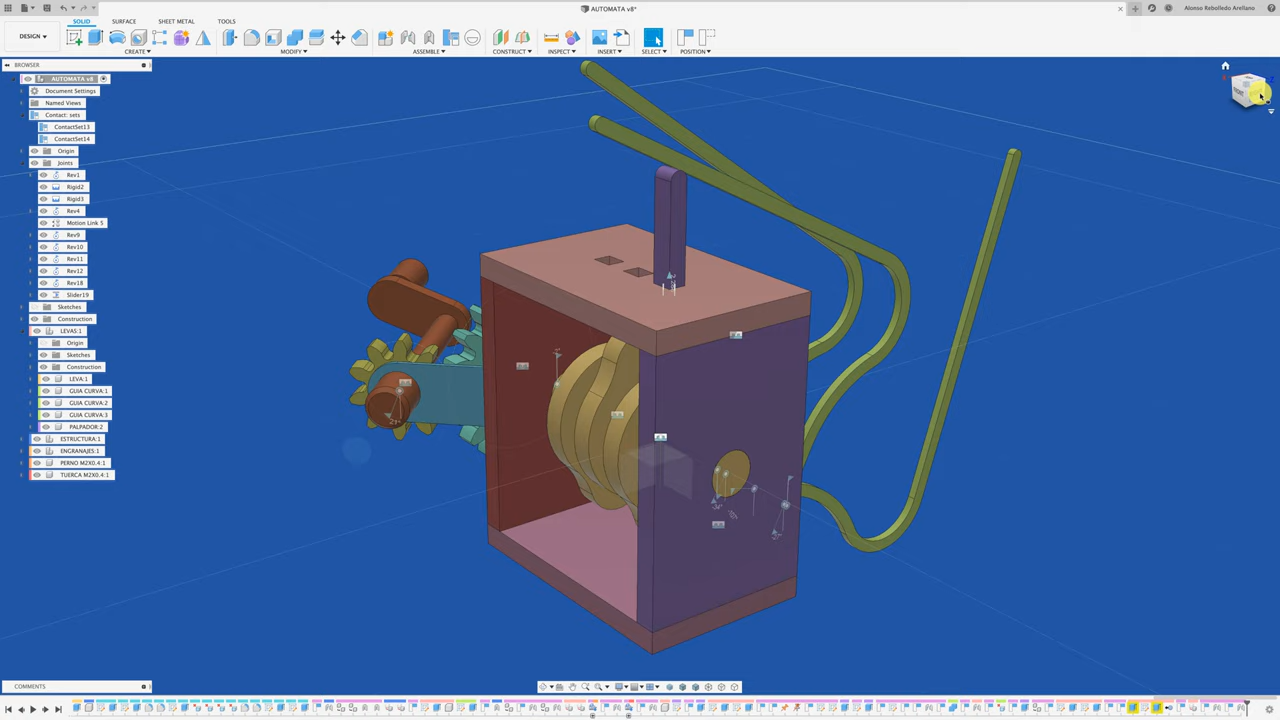 AUTOMATA v8*
Alonso Rebolledo Arellano
SOLID
SURFACE
SHEET METAL
TOOLS
DESIGN
CREATE
MODIFY
ASSEMBLE
CONSTRUCT
INSPECT
INSERT
SELECT
POSITION
BROWSER
AUTOMATA v8
Document Settings
Named Views
Contact: sets
ContactSet13
ContactSet14
Origin
Joints
Rev1
Rigid2
Rigid3
Rev4
Motion Link 5
Rev9
Rev10
Rev11
Rev12
Rev18
Slider19
Sketches
Construction
LEVAS:1
Origin
Sketches
Construction
LEVA:1
GUIA CURVA:1
GUIA CURVA:2
GUIA CURVA:3
PALPADOR:2
ESTRUCTURA:1
ENGRANAJES:1
PERNO M2X0.4:1
TUERCA M2X0.4:1
RIGHT
COMMENTS